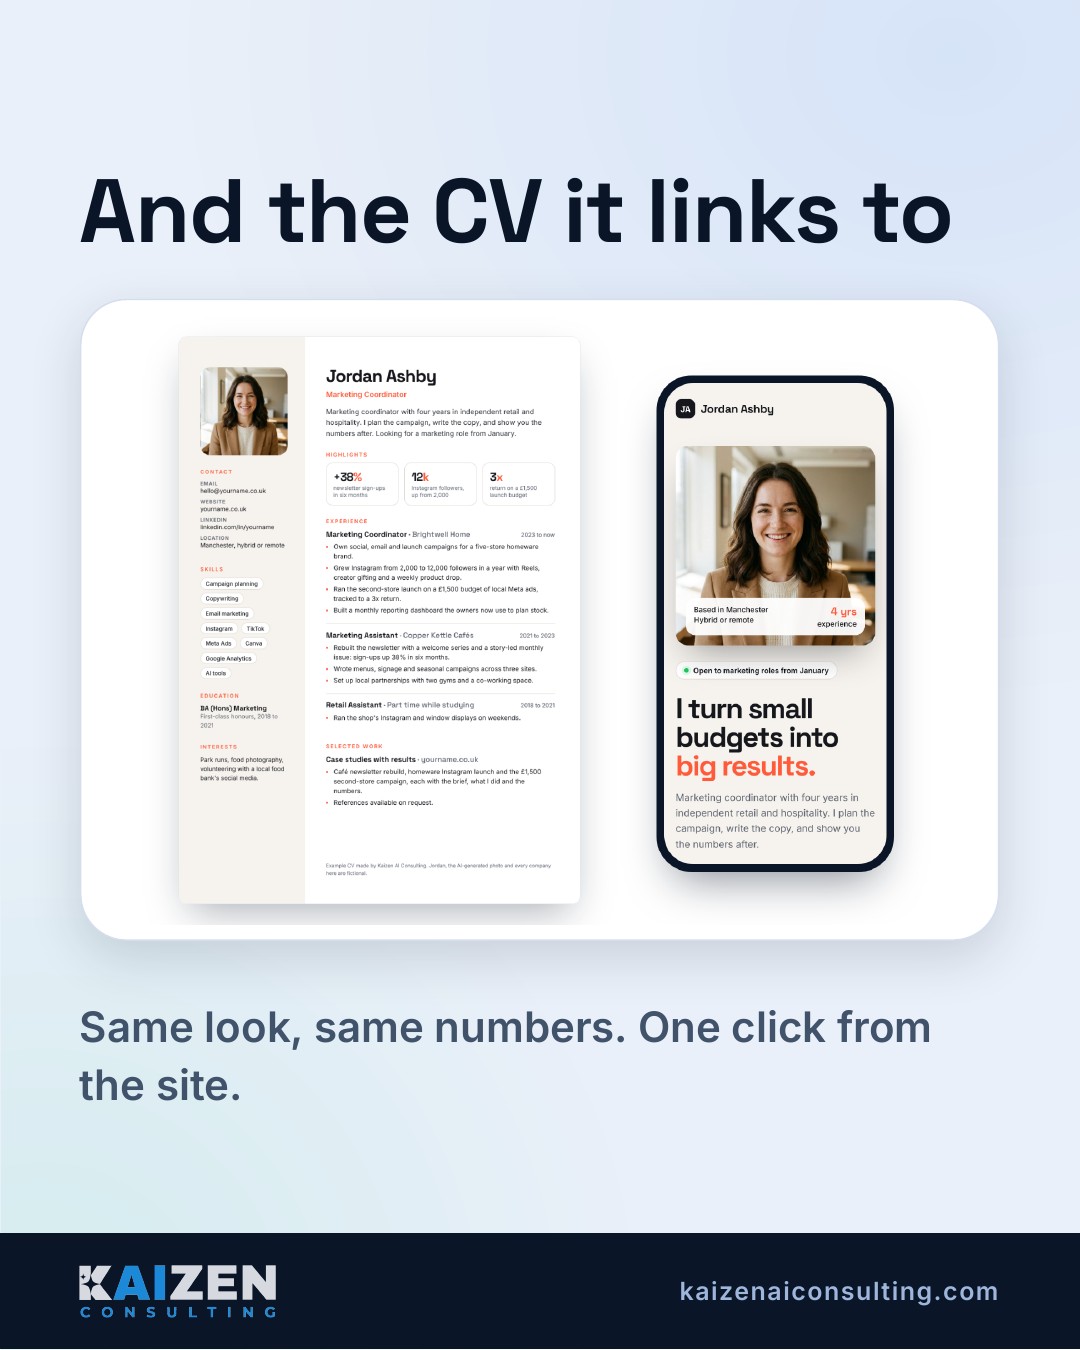 And the CV it links to
Jordan Ashby
Marketing Coordinator
Marketing coordinator with four years in independent retail and
hospitality. I plan the campaign, write the copy, and show you the
numbers after. Looking for a marketing role from January.
HIGHLIGHTS
+38%
newsletter sign-ups
in six months
12k
Instagram followers,
up from 2,000
3x
return on a £1,500
launch budget
EXPERIENCE
Marketing Coordinator · Brightwell Home 2023 to now
Own social, email and launch campaigns for a five-store homeware
brand.
Grew Instagram from 2,000 to 12,000 followers in a year with Reels,
creator gifting and a weekly product drop.
Ran the second-store launch on a £1,500 budget of local Meta ads,
tracked to a 3x return.
Built a monthly reporting dashboard the owners now use to plan stock.
Marketing Assistant · Copper Kettle Cafés 2021 to 2023
Rebuilt the newsletter with a welcome series and a story-led monthly
issue: sign-ups up 38% in six months.
Wrote menus, signage and seasonal campaigns across three sites.
Set up local partnerships with two gyms and a co-working space.
Retail Assistant · Part time while studying 2018 to 2021
Ran the shop's Instagram and window displays on weekends.
SELECTED WORK
Case studies with results · yourname.co.uk
Café newsletter rebuild, homeware Instagram launch and the £1,500
second-store campaign, each with the brief, what I did and the
numbers.
References available on request.
Example CV made by Kaizen AI Consulting. Jordan, the AI-generated photo and every company
here are fictional.
CONTACT
EMAIL
hello@yourname.co.uk
WEBSITE
yourname.co.uk
LINKEDIN
linkedin.com/in/yourname
LOCATION
Manchester, hybrid or remote
SKILLS
Campaign planning
Copywriting
Email marketing
Instagram TikTok
Meta Ads Canva
Google Analytics
AI tools
EDUCATION
BA (Hons) Marketing
First-class honours, 2018 to
2021
INTERESTS
Park runs, food photography,
volunteering with a local food
bank's social media.
JA Jordan Ashby
Based in Manchester
Hybrid or remote
4 yrs
experience
Open to marketing roles from January
I turn small
budgets into
big results.
Marketing coordinator with four years in
independent retail and hospitality. I plan the
campaign, write the copy, and show you
the numbers after.
Same look, same numbers. One click from
the site.
KAIZEN
CONSULTING
kaizenaiconsulting.com